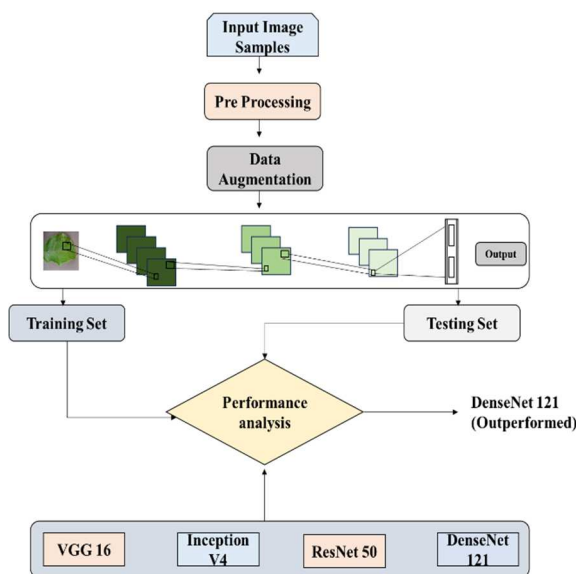 Input Image
Samples
Pre Processing
Data
Augmentation
Output
Training Set
Testing Set
Performance
analysis
DenseNet 121
(Outperformed)
VGG 16
Inception
V4
ResNet 50
DenseNet
121